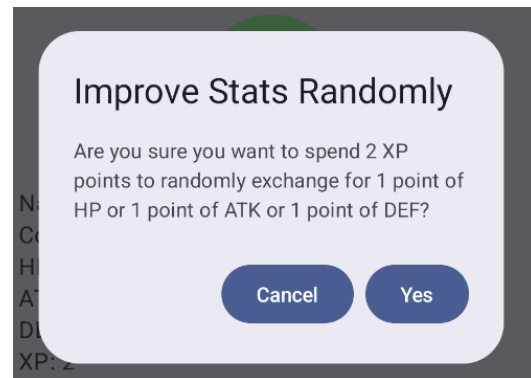 Improve Stats Randomly
Are you sure you want to spend 2 XP
points to randomly exchange for 1 point of
HP or 1 point of ATK or 1 point of DEF?
Cancel Yes
XP: 2